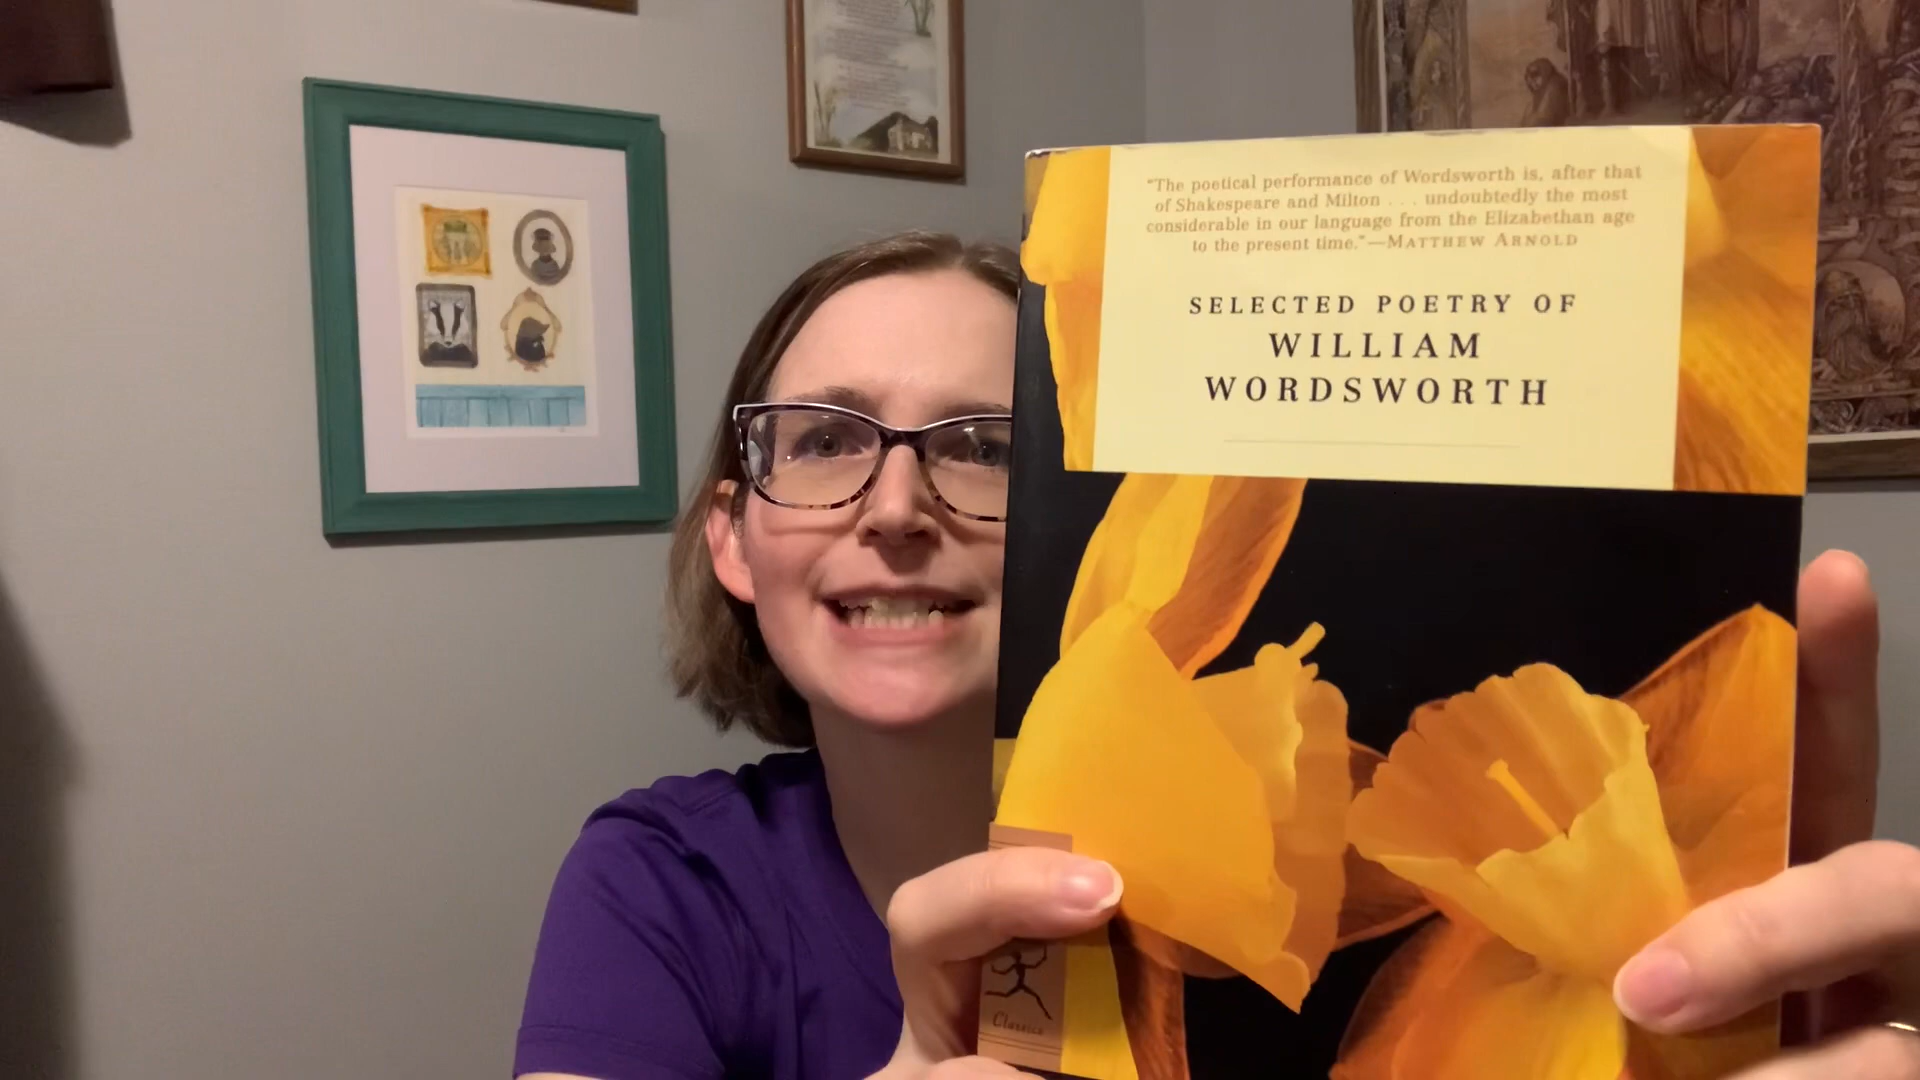 "The poetical performance of Wordsworth is, after that
of Shakespeare and Milton . . . undoubtedly the most
considerable in our language from the Elizabethan age
to the present time."—MATTHEW ARNOLD
SELECTED POETRY OF
WILLIAM
WORDSWORTH
Classics